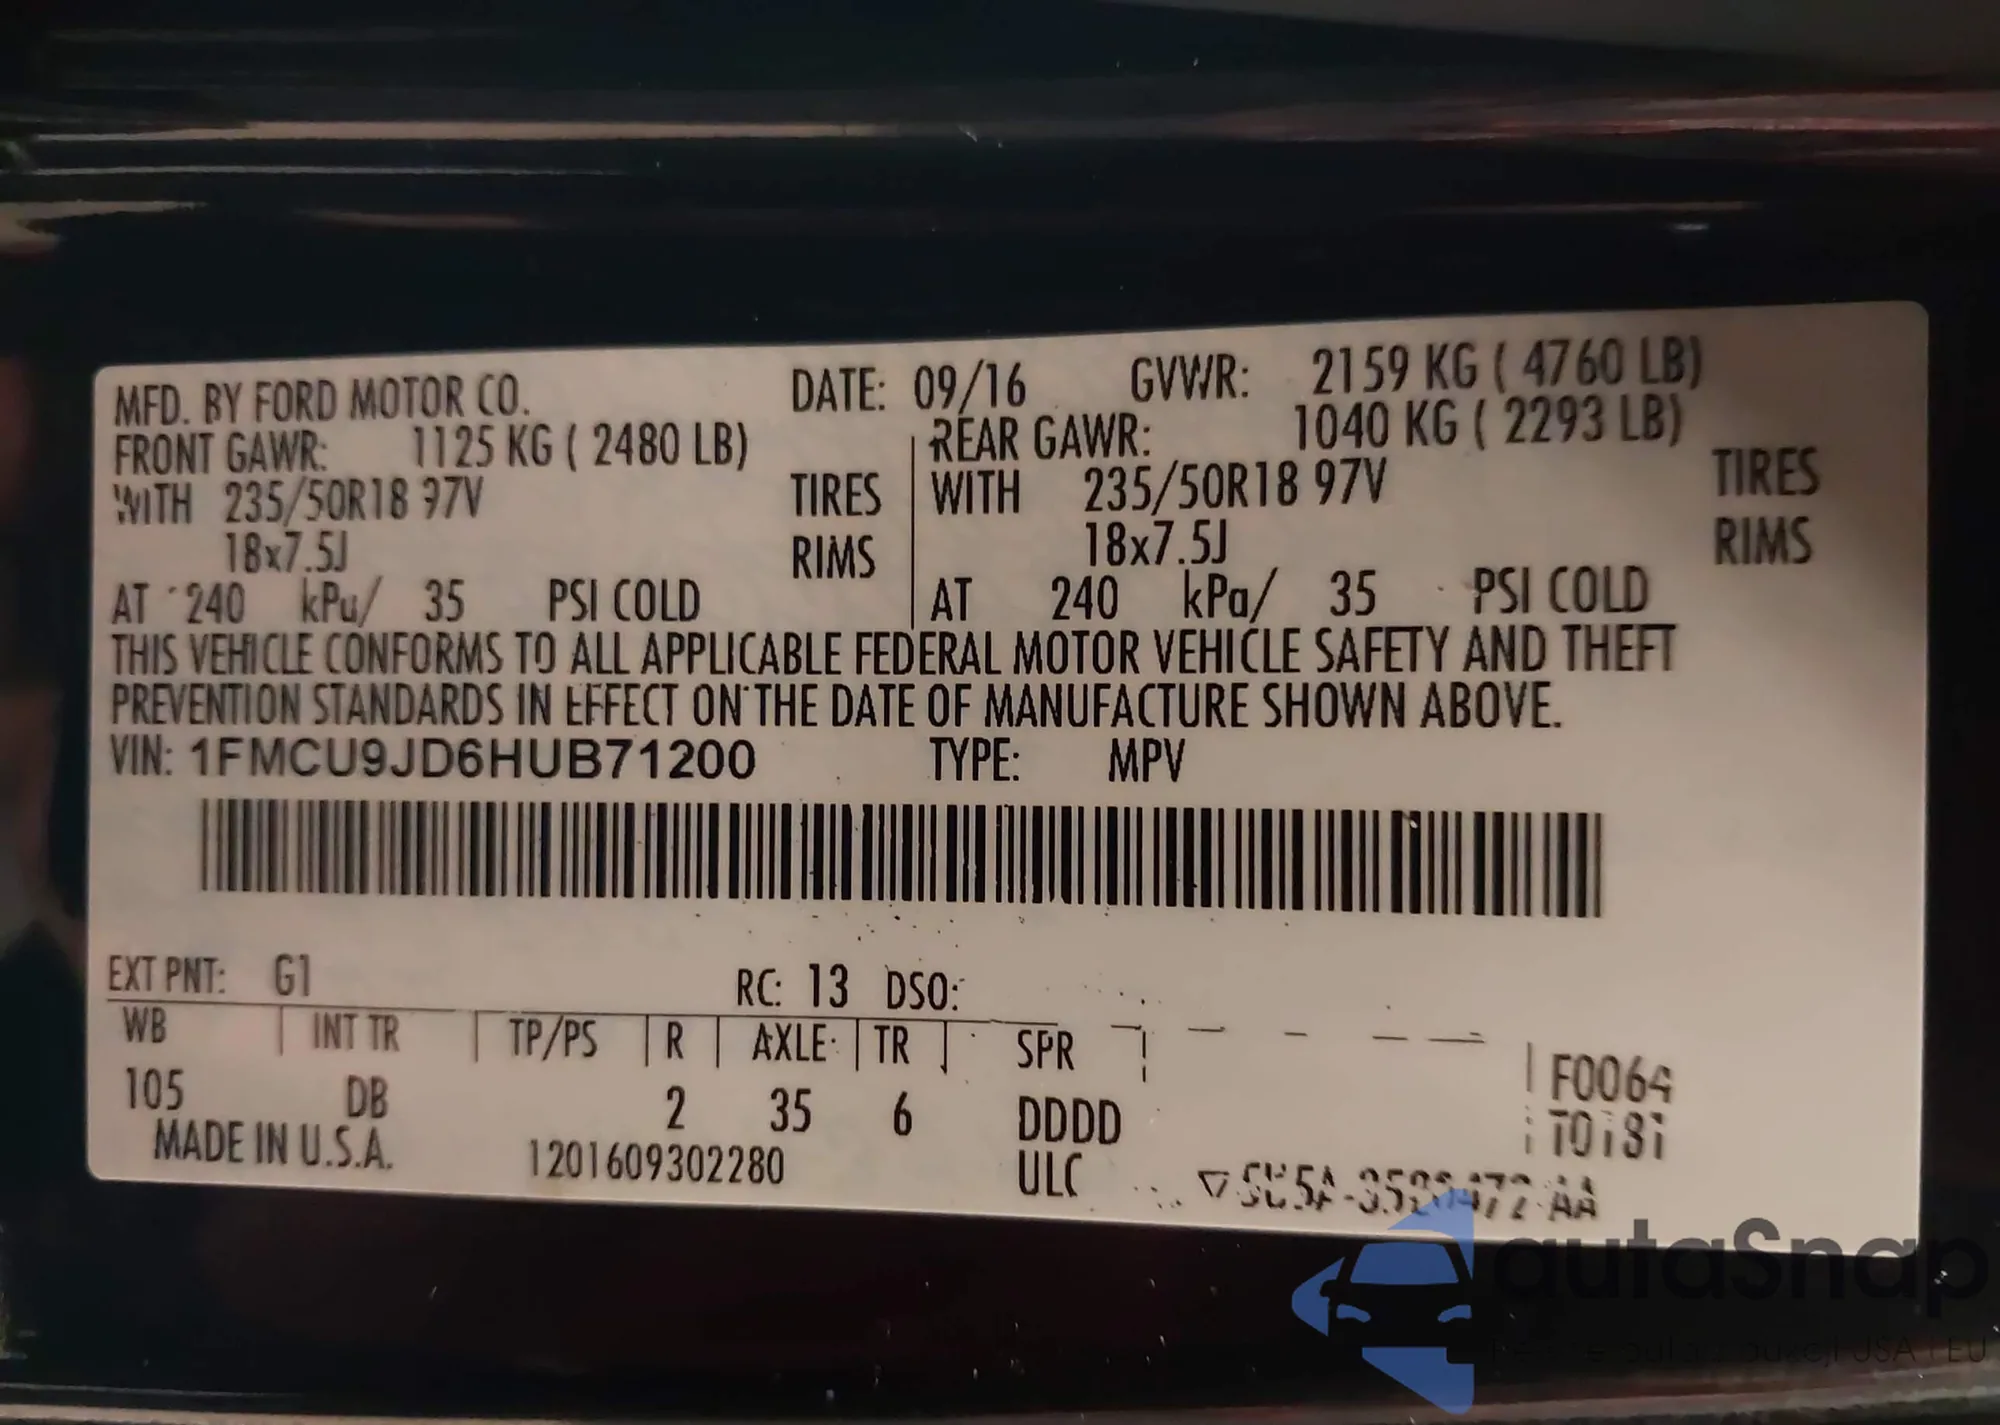 MFD. BY FORD MOTOR CO. DATE: 09/16 GVWR: 2159 KG ( 4760 LB)
FRONT GAWR: 1125 KG ( 2480 LB) REAR GAWR: 1040 KG ( 2293 LB)
WITH 235/50R18 97V TIRES WITH 235/50R18 97V TIRES
18x7.5J RIMS 18x7.5J RIMS
AT 240 kPa/ 35 PSI COLD AT 240 kPa/ 35 PSI COLD
THIS VEHICLE CONFORMS TO ALL APPLICABLE FEDERAL MOTOR VEHICLE SAFETY AND THEFT
PREVENTION STANDARDS IN EFFECT ON THE DATE OF MANUFACTURE SHOWN ABOVE.
VIN: 1FMCU9JD6HUB71200 TYPE: MPV
EXT PNT: G1 RC: 13 DSO:
WB INT TR TP/PS R AXLE TR SPR
105 DB 2 35 6 DDDD
F0064
MADE IN U.S.A. 1201609302280 ULC
autaSnap